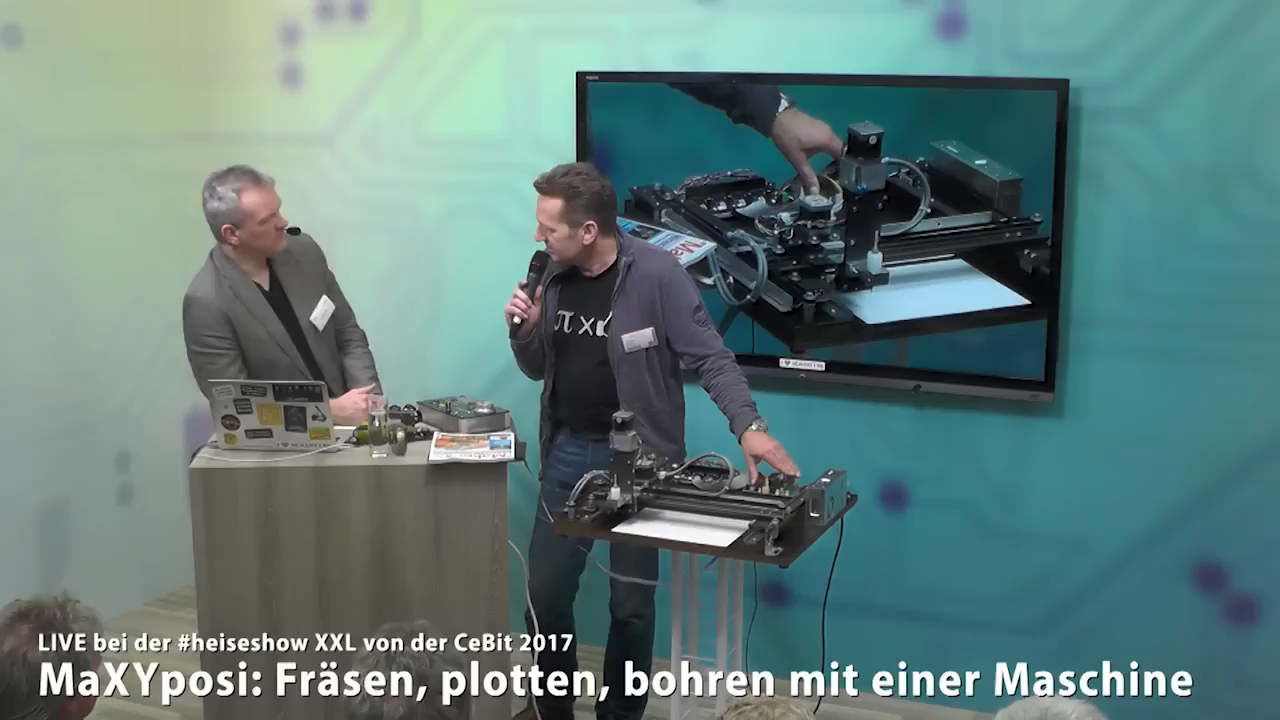 π x
LIVE bei der #heiseshow XXL von der CeBit 2017
MaXYposi: Fräsen, plotten, bohren mit einer Maschine